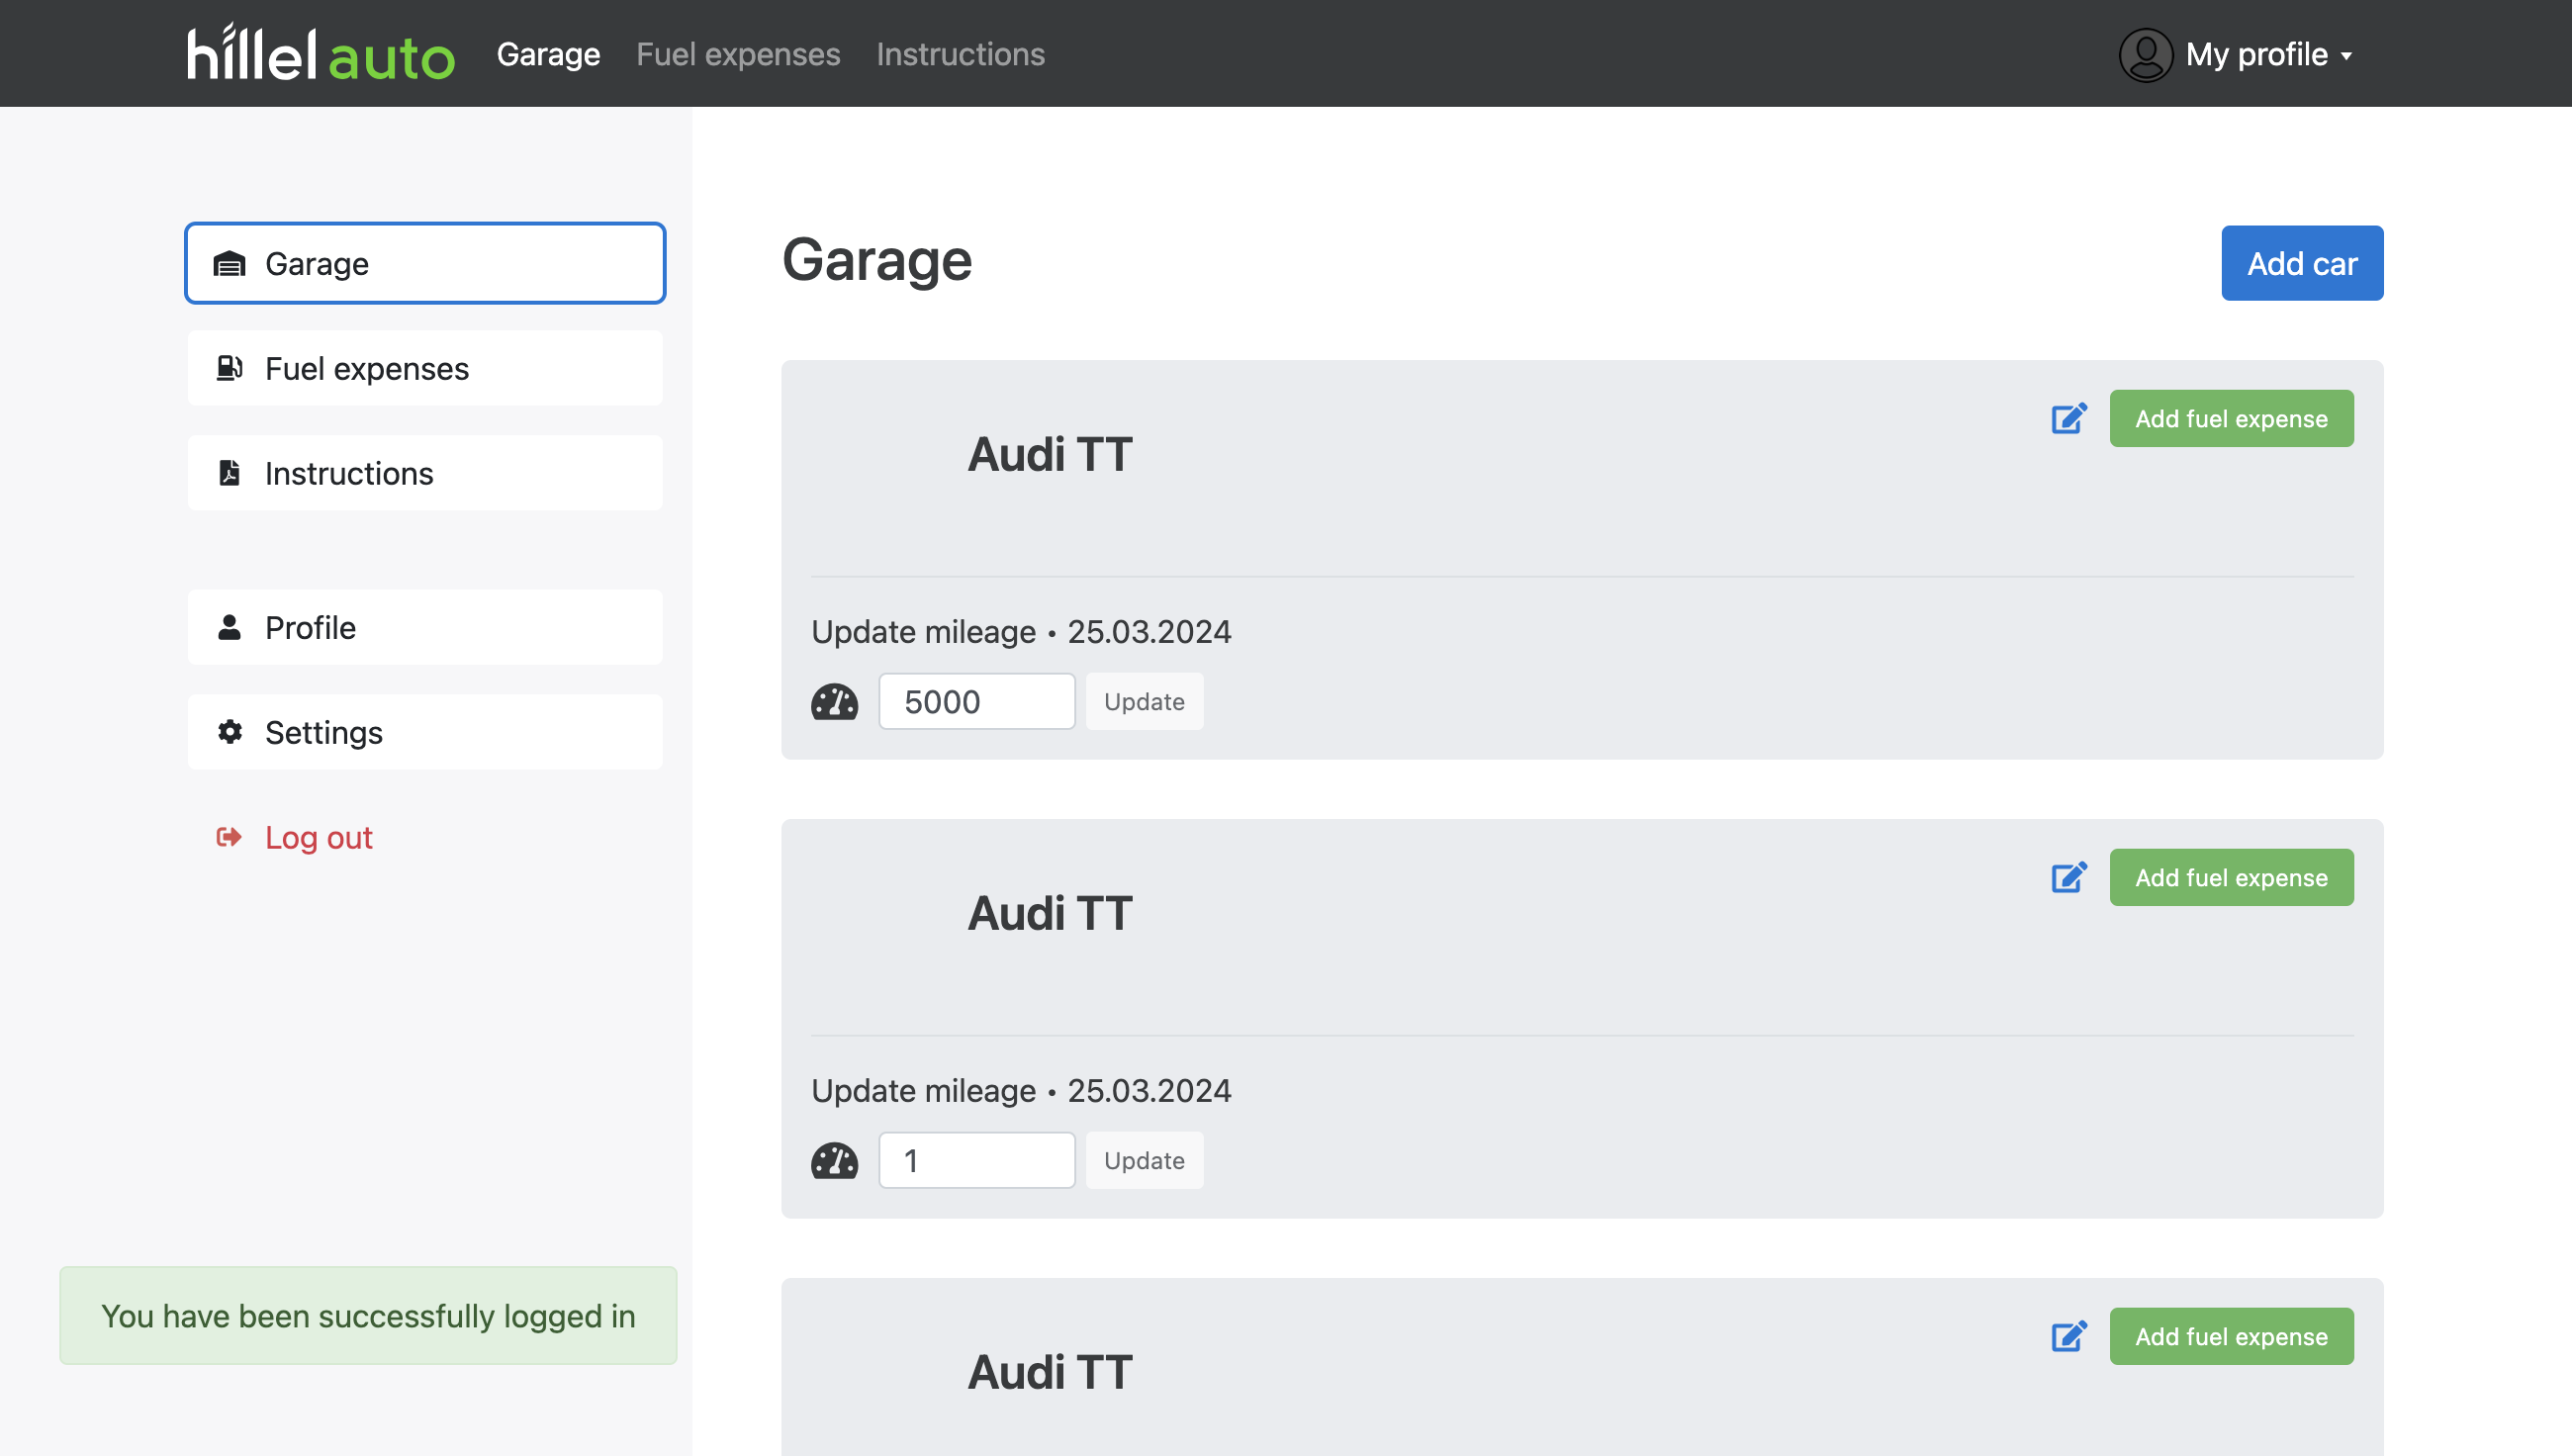 hillel auto Garage Fuel expenses Instructions My profile
Garage
Fuel expenses
Instructions
Profile
Settings
Log out
You have been successfully logged in
Garage
Add car
Audi TT
Add fuel expense
Update mileage • 25.03.2024
5000 Update
Audi TT
Add fuel expense
Update mileage • 25.03.2024
1 Update
Audi TT
Add fuel expense